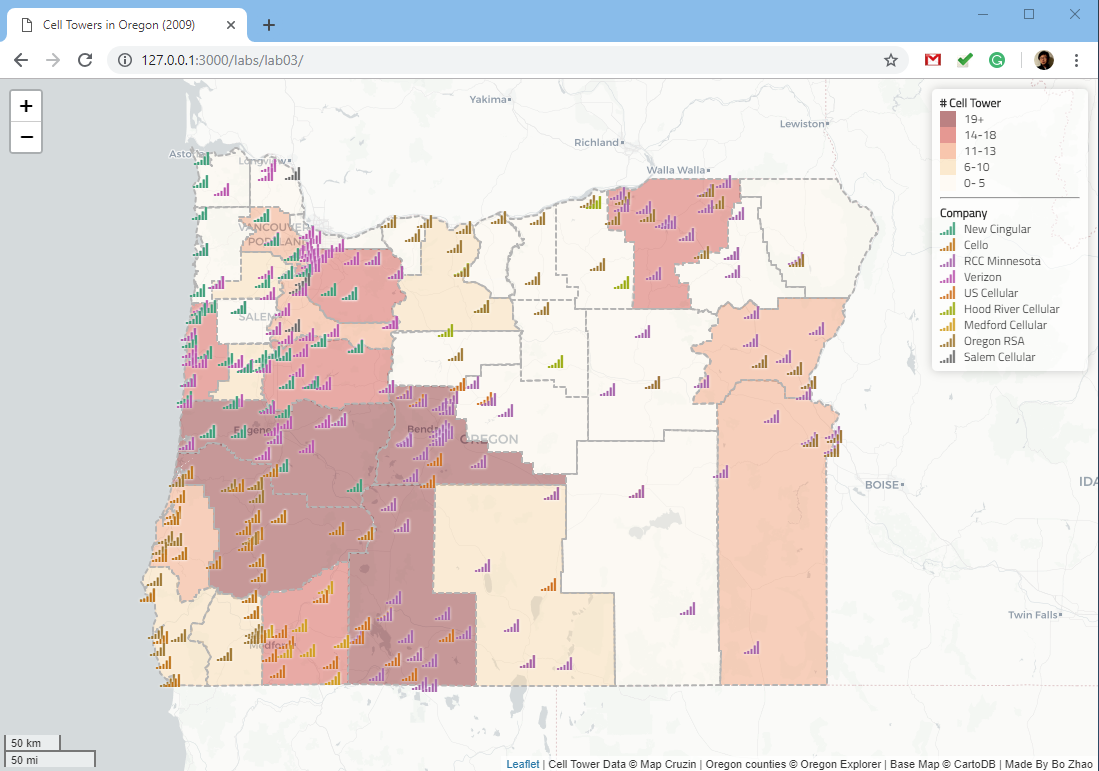 Cell Towers in Oregon (2009)
127.0.0.1:3000/labs/lab03/
+
−
Yakima
Richland
Lewiston
Walla Walla
Longview
VANCOUVER
PORTLAND
SALEM
Eugene
Bend
OREGON
BOISE
IDA
Twin Falls
Medford
# Cell Tower
19+
14-18
11-13
6-10
0- 5
Company
New Cingular
Cello
RCC Minnesota
Verizon
US Cellular
Hood River Cellular
Medford Cellular
Oregon RSA
Salem Cellular
50 km
50 mi
Leaflet | Cell Tower Data © Map Cruzin | Oregon counties © Oregon Explorer | Base Map © CartoDB | Made By Bo Zhao